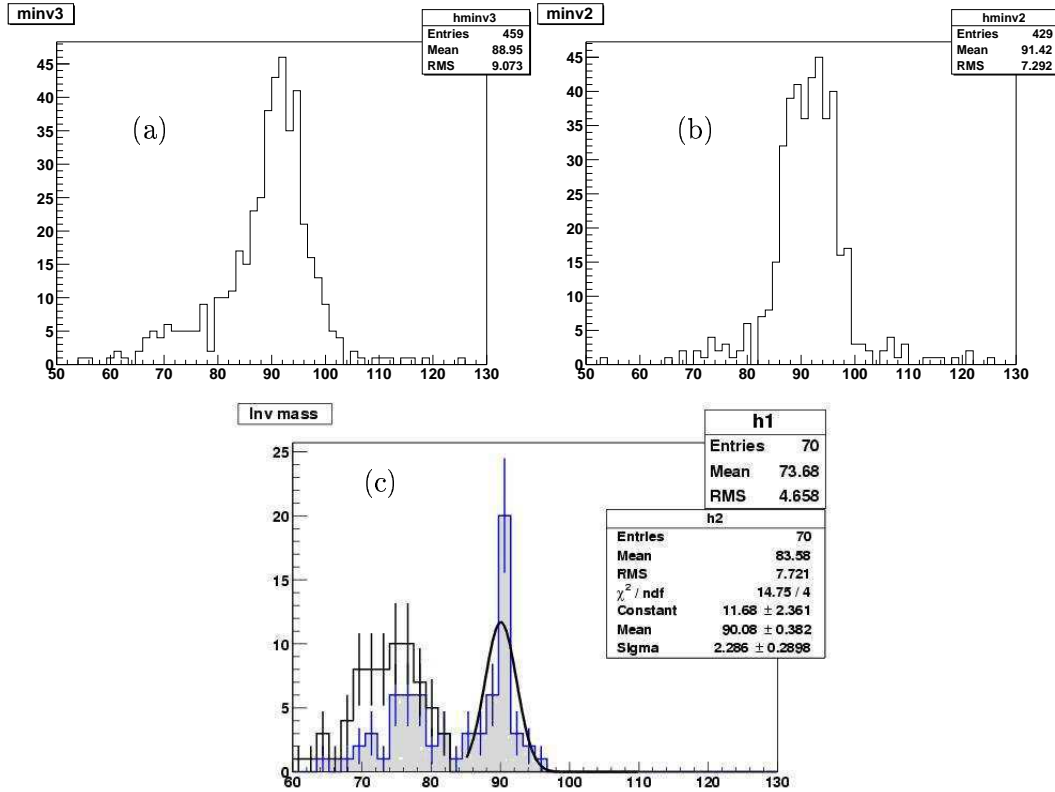 minv3
hminv3
Entries 459
Mean 88.95
RMS 9.073
(a)
45
40
35
30
25
20
15
10
5
0
50 60 70 80 90 100 110 120 130
minv2
hminv2
Entries 429
Mean 91.42
RMS 7.292
(b)
45
40
35
30
25
20
15
10
5
0
50 60 70 80 90 100 110 120 130
Inv mass
h1
Entries 70
Mean 73.68
RMS 4.658
h2
Entries 70
Mean 83.58
RMS 7.721
χ² / ndf 14.75 / 4
Constant 11.68 ± 2.361
Mean 90.08 ± 0.382
Sigma 2.286 ± 0.2898
(c)
25
20
15
10
5
0
60 70 80 90 100 110 120 130